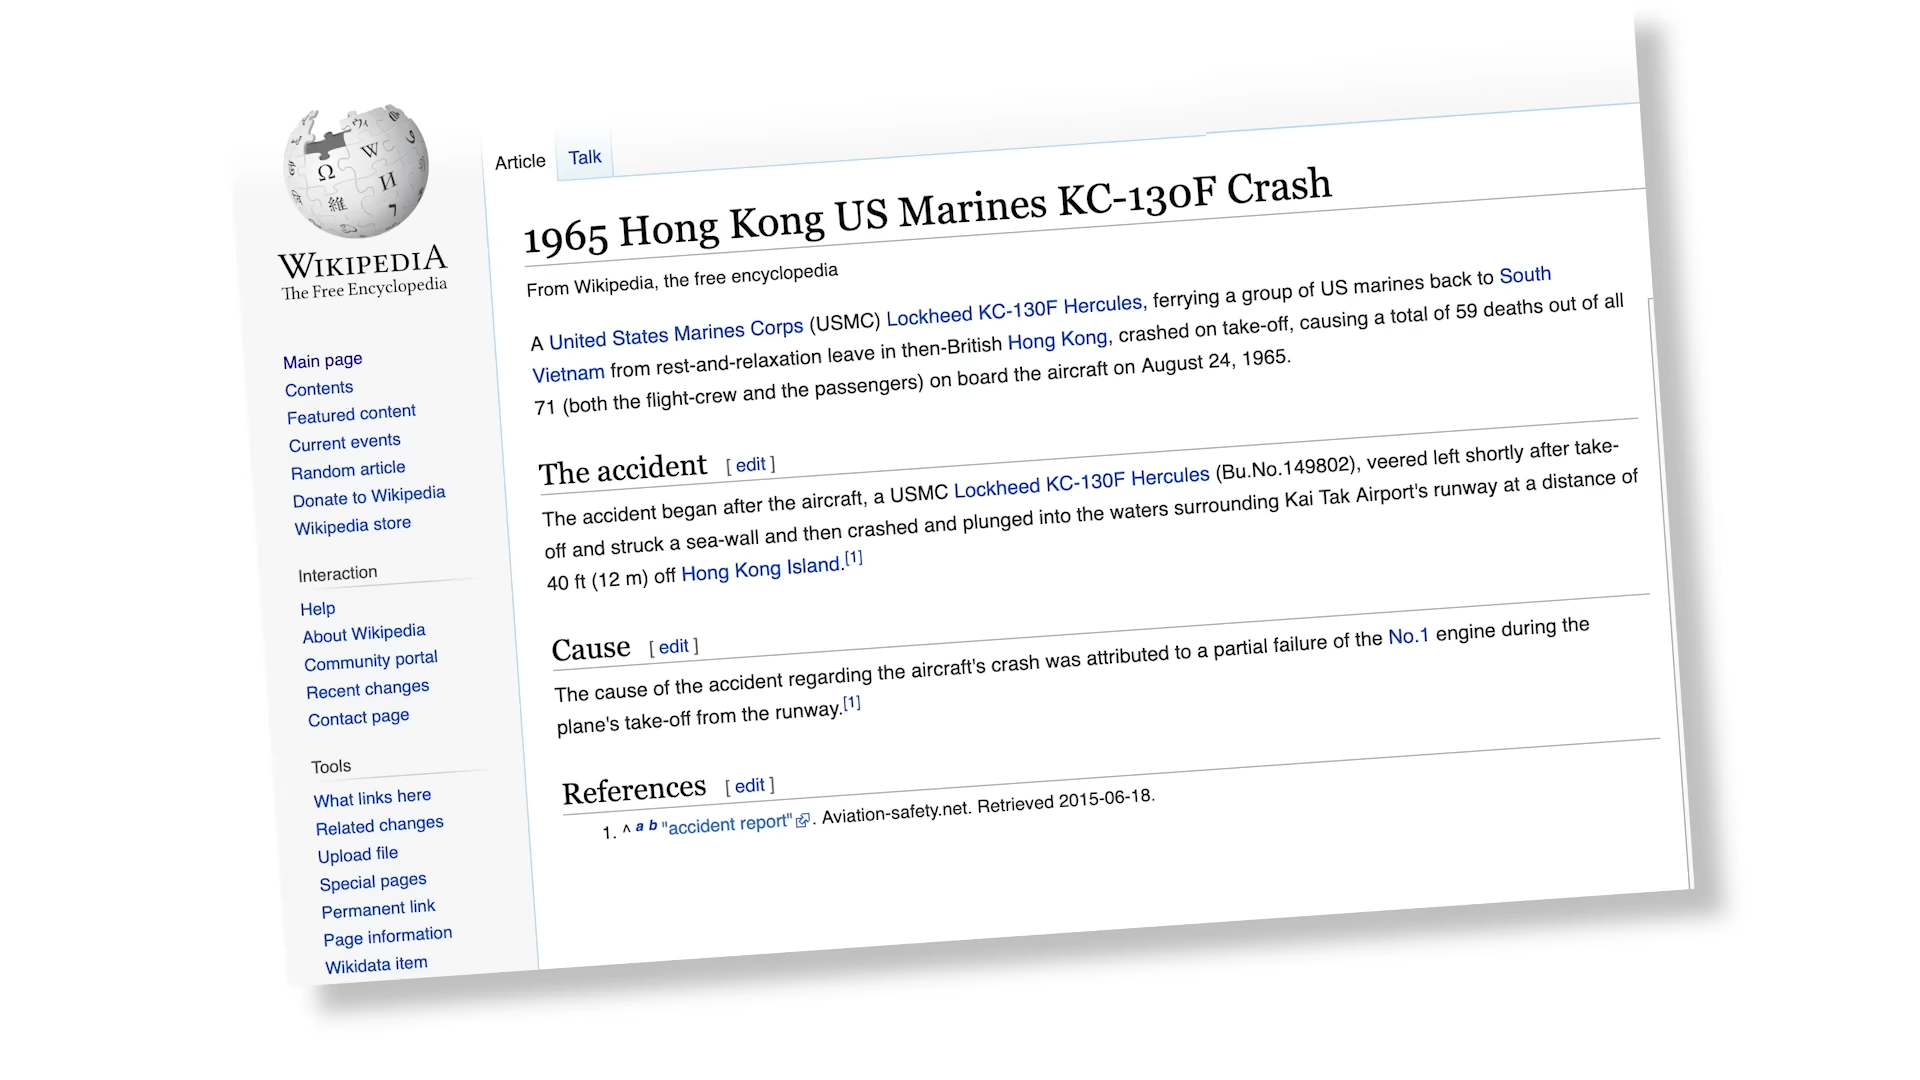 WIKIPEDIA
The Free Encyclopedia
Main page
Contents
Featured content
Current events
Random article
Donate to Wikipedia
Wikipedia store
Interaction
Help
About Wikipedia
Community portal
Recent changes
Contact page
Tools
What links here
Related changes
Upload file
Special pages
Permanent link
Page information
Wikidata item
Article Talk
1965 Hong Kong US Marines KC-130F Crash
From Wikipedia, the free encyclopedia
A United States Marines Corps (USMC) Lockheed KC-130F Hercules, ferrying a group of US marines back to South
Vietnam from rest-and-relaxation leave in then-British Hong Kong, crashed on take-off, causing a total of 59 deaths out of all
71 (both the flight-crew and the passengers) on board the aircraft on August 24, 1965.
The accident [ edit ]
The accident began after the aircraft, a USMC Lockheed KC-130F Hercules (Bu.No.149802), veered left shortly after take-
off and struck a sea-wall and then crashed and plunged into the waters surrounding Kai Tak Airport's runway at a distance of
40 ft (12 m) off Hong Kong Island.[1]
Cause [ edit ]
The cause of the accident regarding the aircraft's crash was attributed to a partial failure of the No.1 engine during the
plane's take-off from the runway.[1]
References [ edit ]
1. ^ a b "accident report". Aviation-safety.net. Retrieved 2015-06-18.